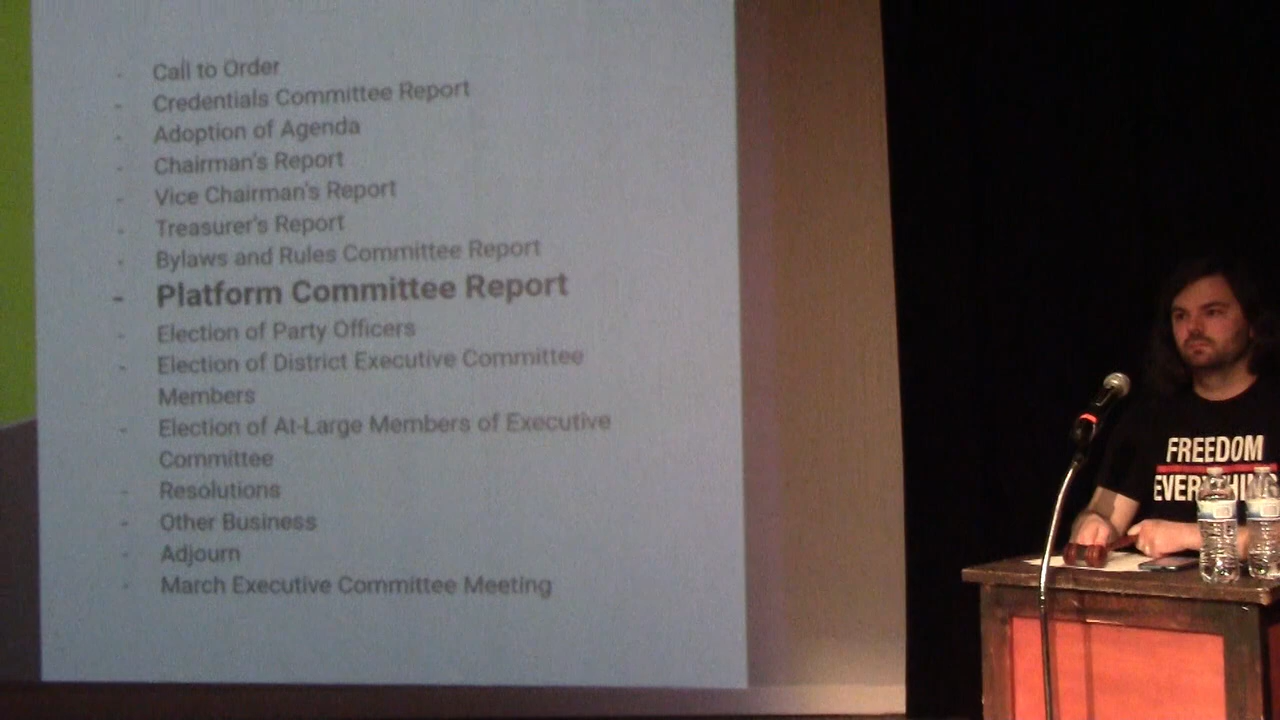 - Call to Order
- Credentials Committee Report
- Adoption of Agenda
- Chairman's Report
- Vice Chairman's Report
- Treasurer's Report
- Bylaws and Rules Committee Report
- Platform Committee Report
- Election of Party Officers
- Election of District Executive Committee
Members
- Election of At-Large Members of Executive
Committee
- Resolutions
- Other Business
- Adjourn
- March Executive Committee Meeting
FREEDOM
EVERYTHING